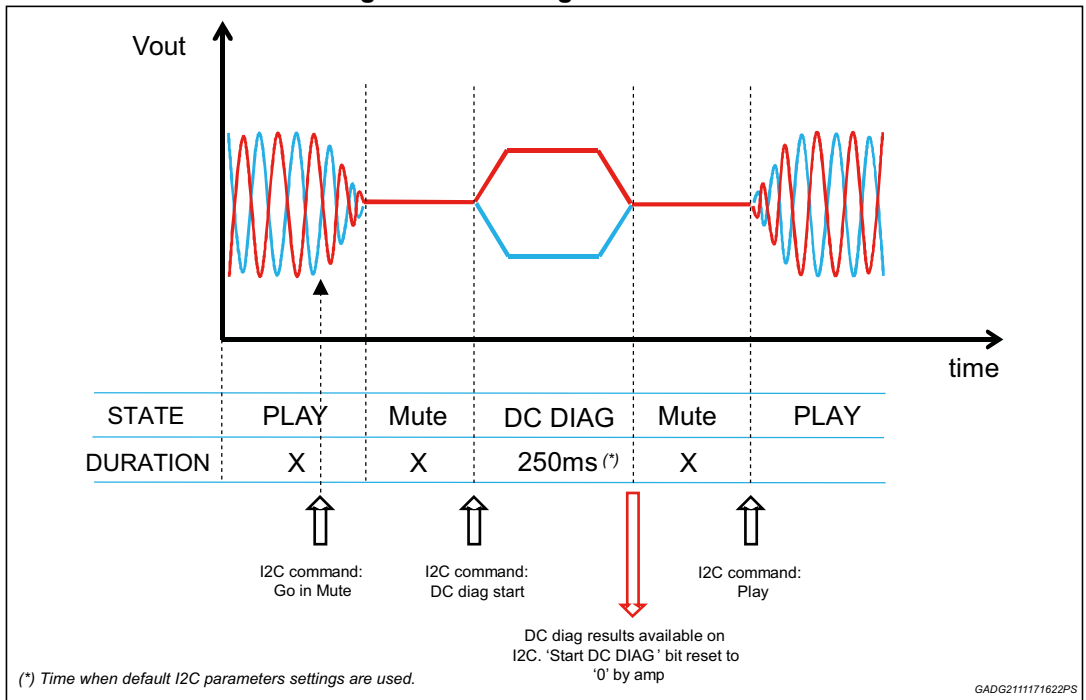 Vout
time
STATE PLAY Mute DC DIAG Mute PLAY
DURATION X X 250ms (*) X
I2C command:
Go in Mute
I2C command:
DC diag start
I2C command:
Play
DC diag results available on
I2C. ‘Start DC DIAG’ bit reset to
‘0’ by amp
(*) Time when default I2C parameters settings are used.
GADG2111171622PS